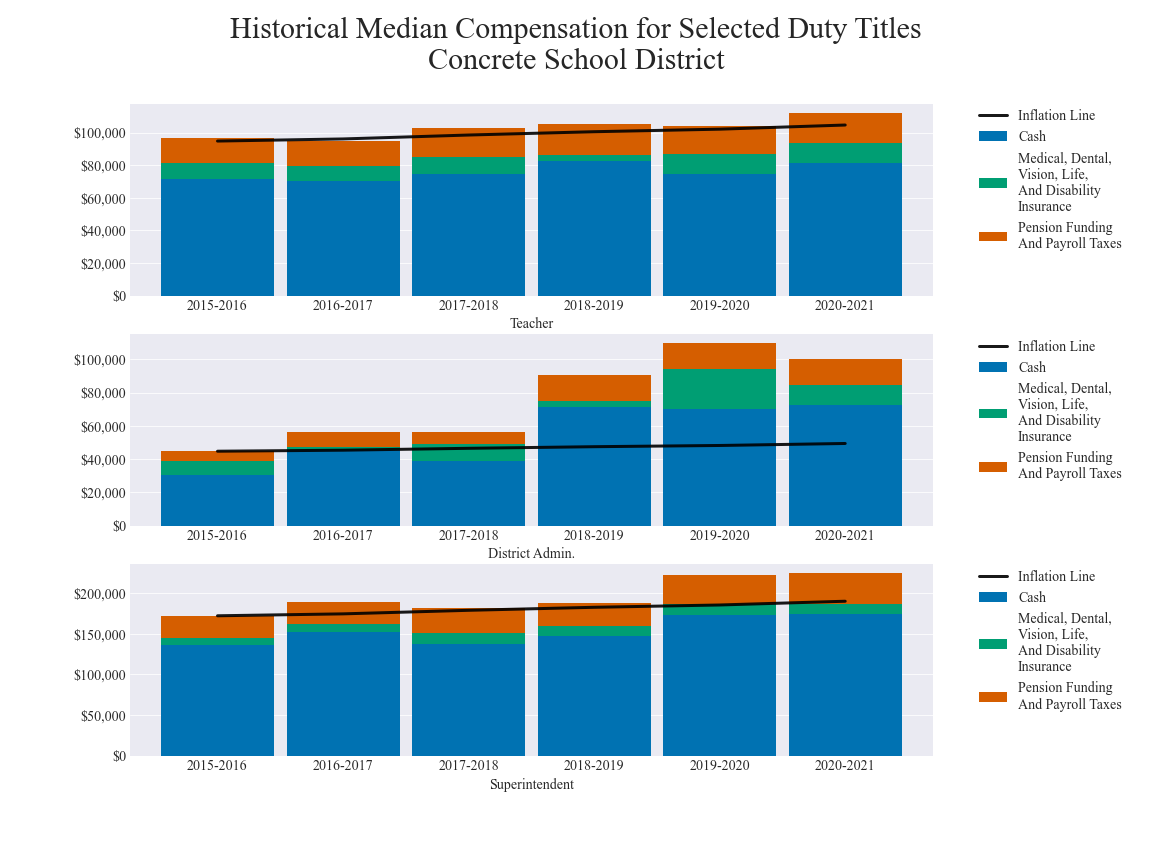 Historical Median Compensation for Selected Duty Titles
Concrete School District
$100,000
$80,000
$60,000
$40,000
$20,000
$0
2015-2016 2016-2017 2017-2018 2018-2019 2019-2020 2020-2021
Teacher
Inflation Line
Cash
Medical, Dental,
Vision, Life,
And Disability
Insurance
Pension Funding
And Payroll Taxes
$100,000
$80,000
$60,000
$40,000
$20,000
$0
2015-2016 2016-2017 2017-2018 2018-2019 2019-2020 2020-2021
District Admin.
Inflation Line
Cash
Medical, Dental,
Vision, Life,
And Disability
Insurance
Pension Funding
And Payroll Taxes
$200,000
$150,000
$100,000
$50,000
$0
2015-2016 2016-2017 2017-2018 2018-2019 2019-2020 2020-2021
Superintendent
Inflation Line
Cash
Medical, Dental,
Vision, Life,
And Disability
Insurance
Pension Funding
And Payroll Taxes